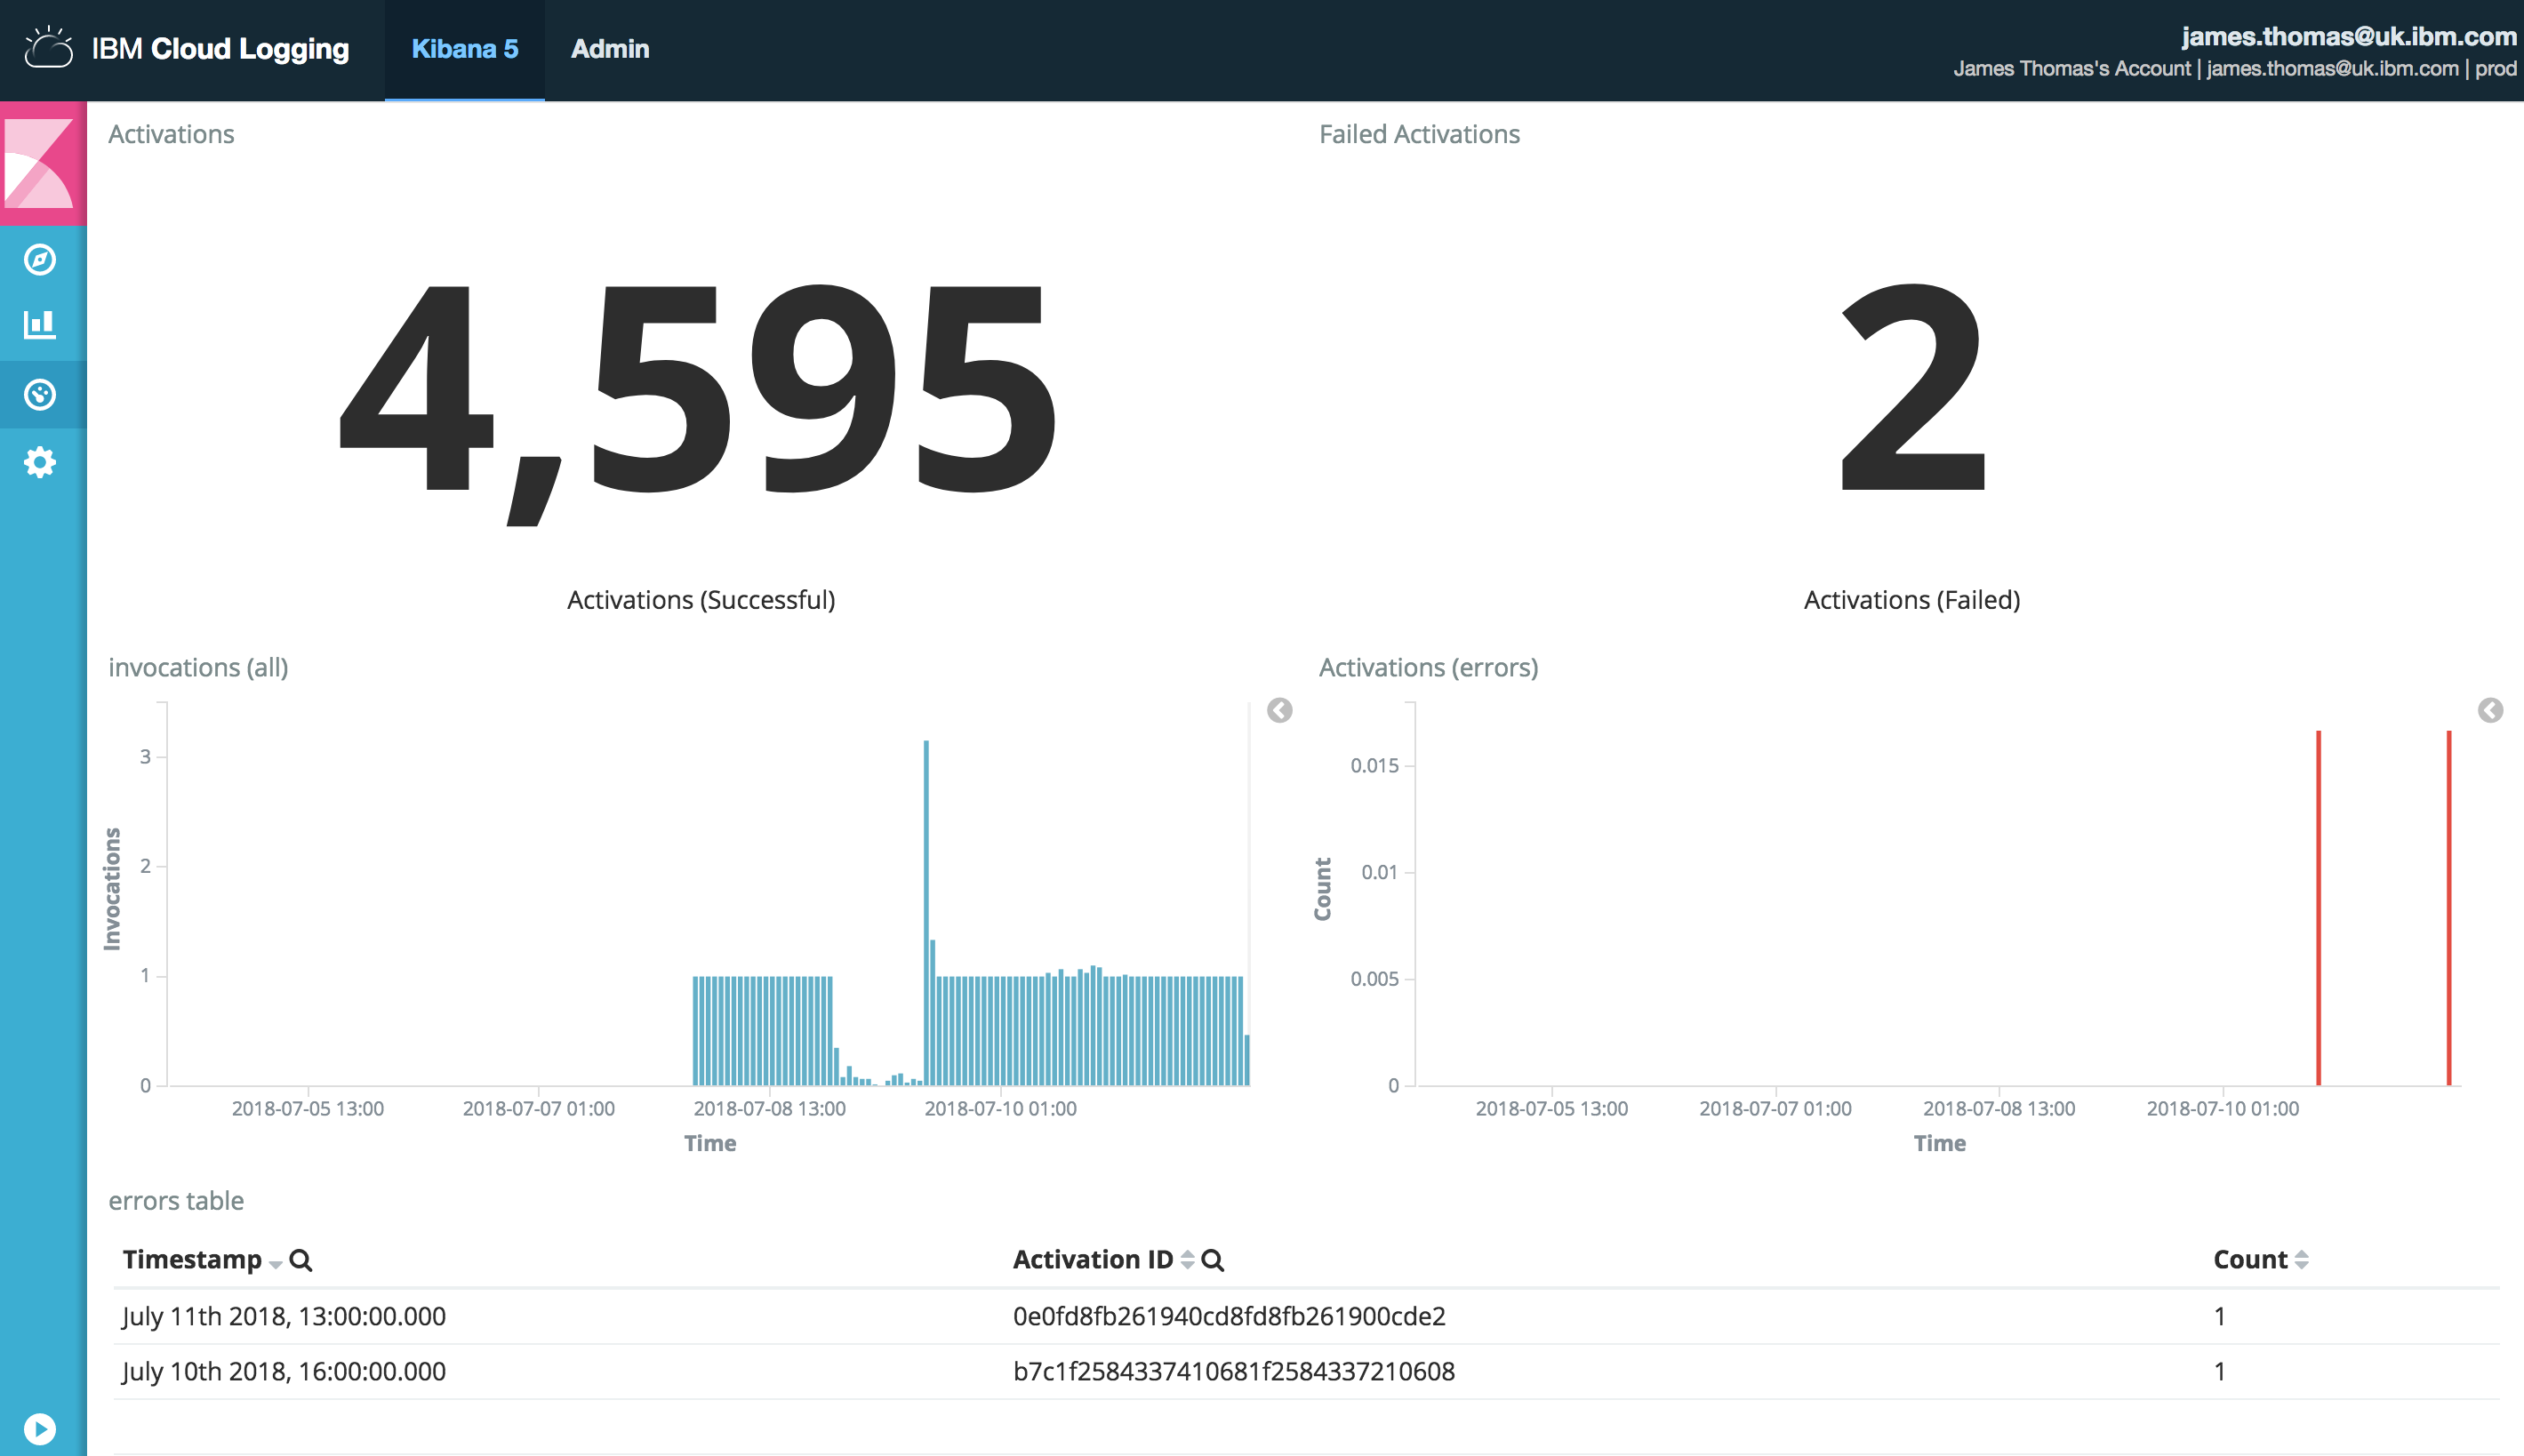 IBM Cloud Logging
Kibana 5
Admin
james.thomas@uk.ibm.com
James Thomas's Account | james.thomas@uk.ibm.com | prod
Activations
4,595
Activations (Successful)
Failed Activations
2
Activations (Failed)
invocations (all)
Invocations
3
2
1
0
2018-07-05 13:00
2018-07-07 01:00
2018-07-08 13:00
2018-07-10 01:00
Time
Activations (errors)
Count
0.015
0.01
0.005
0
2018-07-05 13:00
2018-07-07 01:00
2018-07-08 13:00
2018-07-10 01:00
Time
errors table
Timestamp Activation ID Count
July 11th 2018, 13:00:00.000 0e0fd8fb261940cd8fd8fb261900cde2 1
July 10th 2018, 16:00:00.000 b7c1f2584337410681f2584337210608 1